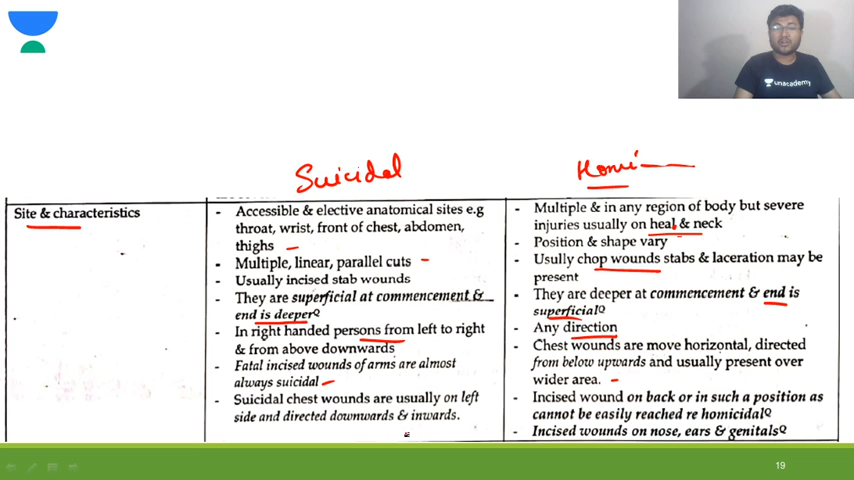 unacademy
Suicidal
Homi
Site & characteristics
- Accessible & elective anatomical sites e.g
throat, wrist, front of chest, abdomen,
thighs
- Multiple, linear, parallel cuts
- Usually incised stab wounds
- They are superficial at commencement &
end is deeperQ
- In right handed persons from left to right
& from above downwards
- Fatal incised wounds of arms are almost
always suicidal
- Suicidal chest wounds are usually on left
side and directed downwards & inwards.
- Multiple & in any region of body but severe
injuries usually on heal & neck
- Position & shape vary
- Usully chop wounds stabs & laceration may be
present
- They are deeper at commencement & end is
superficialQ
- Any direction
- Chest wounds are move horizontal, directed
from below upwards and usually present over
wider area.
- Incised wound on back or in such a position as
cannot be easily reached re homicidalQ
- Incised wounds on nose, ears & genitalsQ
19